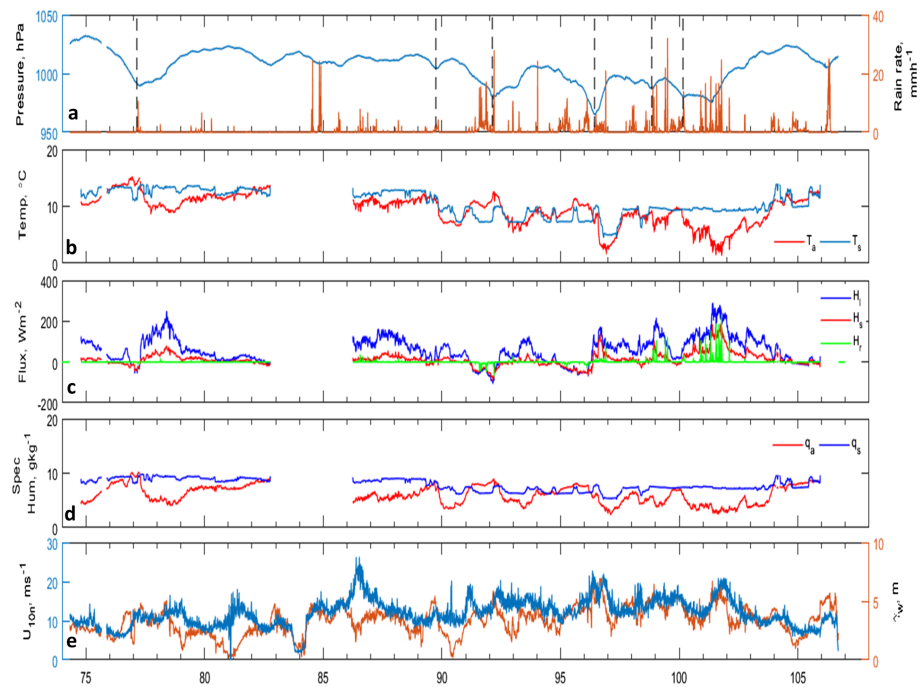 1050
1000
950
Pressure, hPa
a
40
20
0
Rain rate, mmh-1
20
10
0
Temp, °C
b
Ta
Ts
400
200
0
-200
Flux, Wm-2
c
Hl
Hs
Hr
20
10
0
Spec Hum, gkg-1
d
qa
qs
30
20
10
0
U10n, ms-1
e
10
5
0
γw, m
75
80
85
90
95
100
105